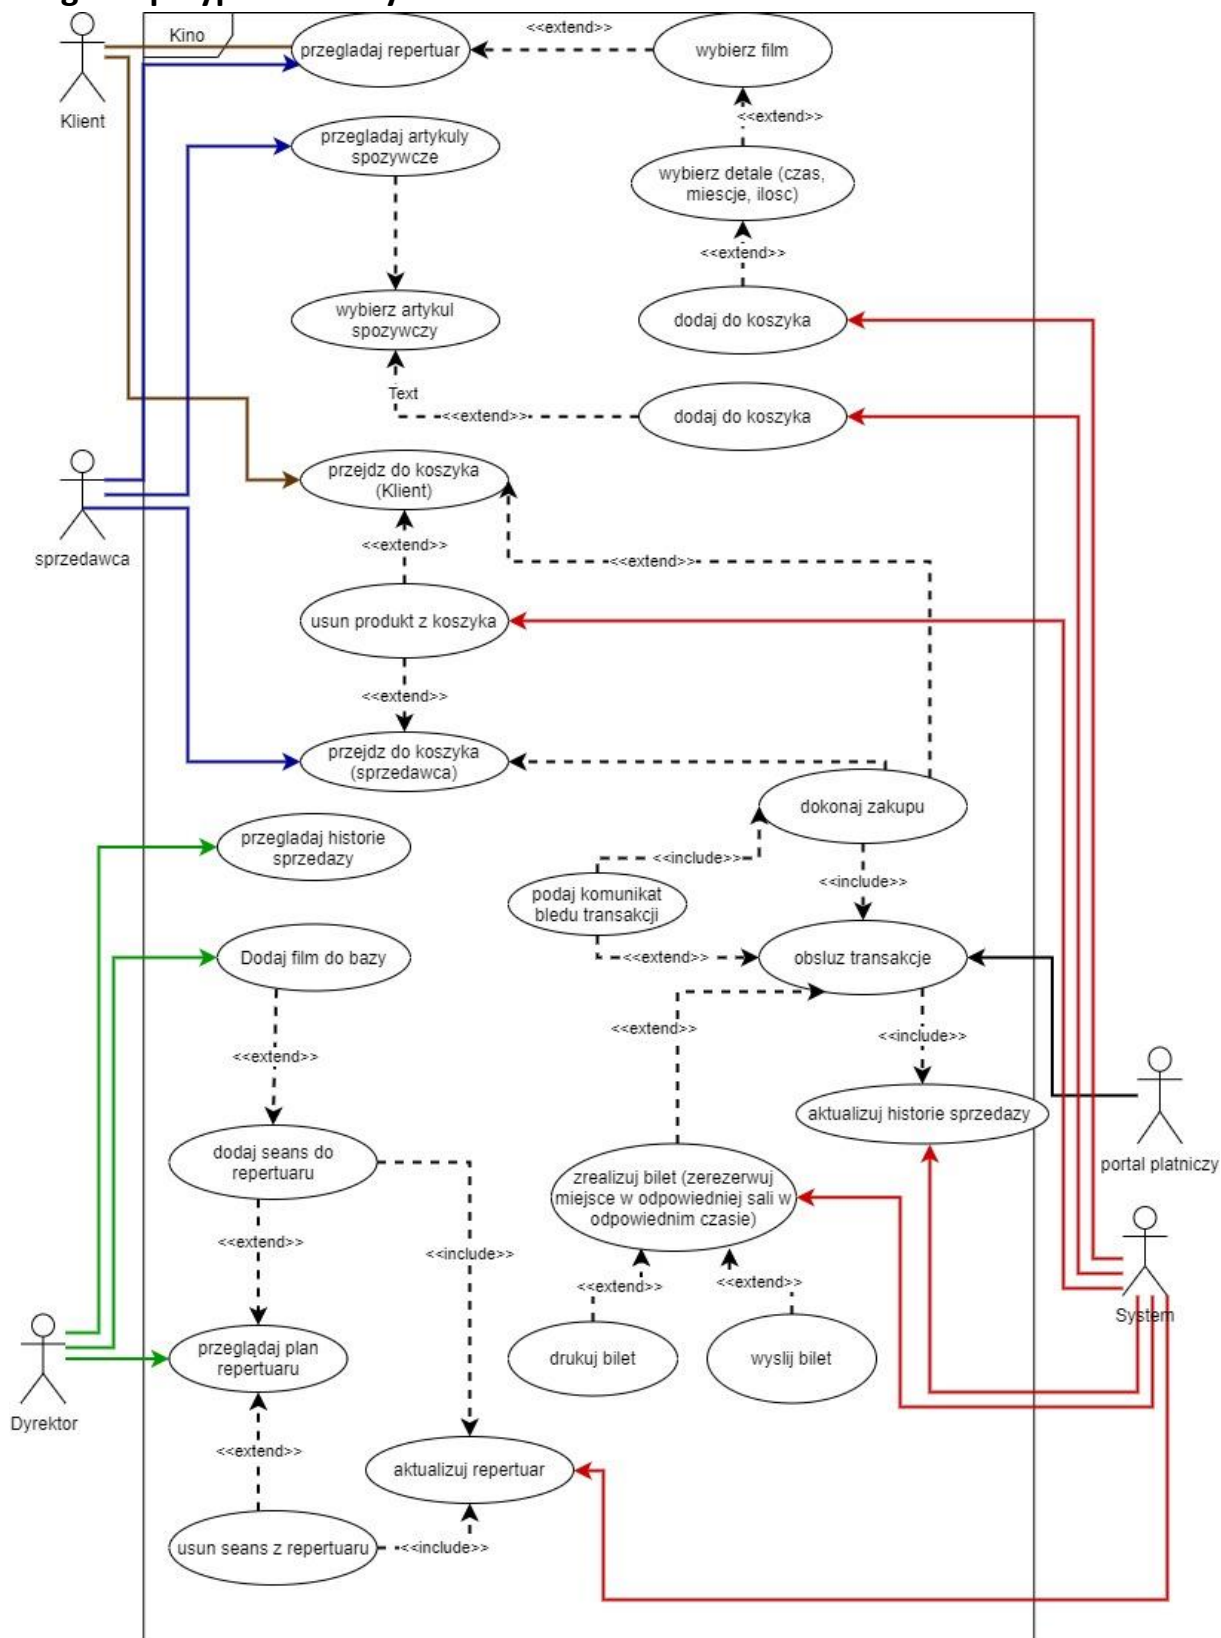 Kino
<<extend>>
przegladaj repertuar
wybierz film
Klient
<<extend>>
przegladaj artykuly
spozywcze
wybierz detale (czas,
miescje, ilosc)
<<extend>>
wybierz artykul
spozywczy
dodaj do koszyka
Text
<<extend>>
dodaj do koszyka
przejdz do koszyka
(Klient)
sprzedawca
<<extend>>
<<extend>>
usun produkt z koszyka
<<extend>>
przejdz do koszyka
(sprzedawca)
dokonaj zakupu
przegladaj historie
sprzedazy
<<include>>
<<include>>
podaj komunikat
bledu transakcji
Dodaj film do bazy
<<extend>>
obsluz transakcje
<<extend>>
<<extend>>
<<include>>
aktualizuj historie sprzedazy
dodaj seans do
repertuaru
portal platniczy
zrealizuj bilet (zerezerwuj
miejsce w odpowiedniej sali w
odpowiednim czasie)
<<extend>>
<<include>>
<<extend>>
<<extend>>
System
przeglądaj plan
repertuaru
drukuj bilet
wyslij bilet
Dyrektor
<<extend>>
aktualizuj repertuar
usun seans z repertuaru
<<include>>